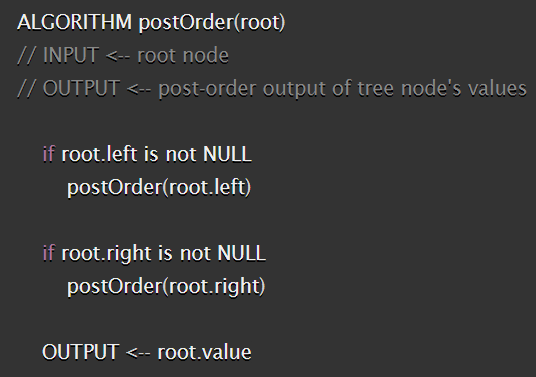 ALGORITHM postOrder(root)
// INPUT <-- root node
// OUTPUT <-- post-order output of tree node's values
if root.left is not NULL
postOrder(root.left)
if root.right is not NULL
postOrder(root.right)
OUTPUT <-- root.value